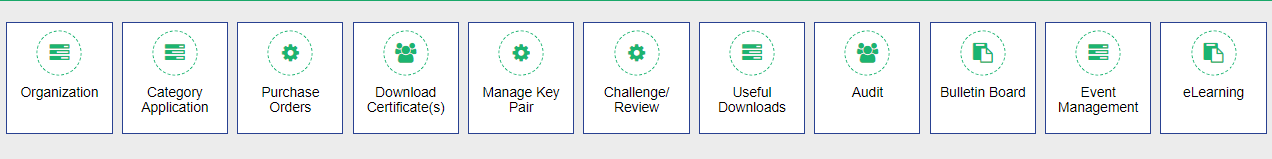 Organization
Category
Application
Purchase
Orders
Download
Certificate(s)
Manage Key
Pair
Challenge/
Review
Useful
Downloads
Audit
Bulletin Board
Event
Management
eLearning